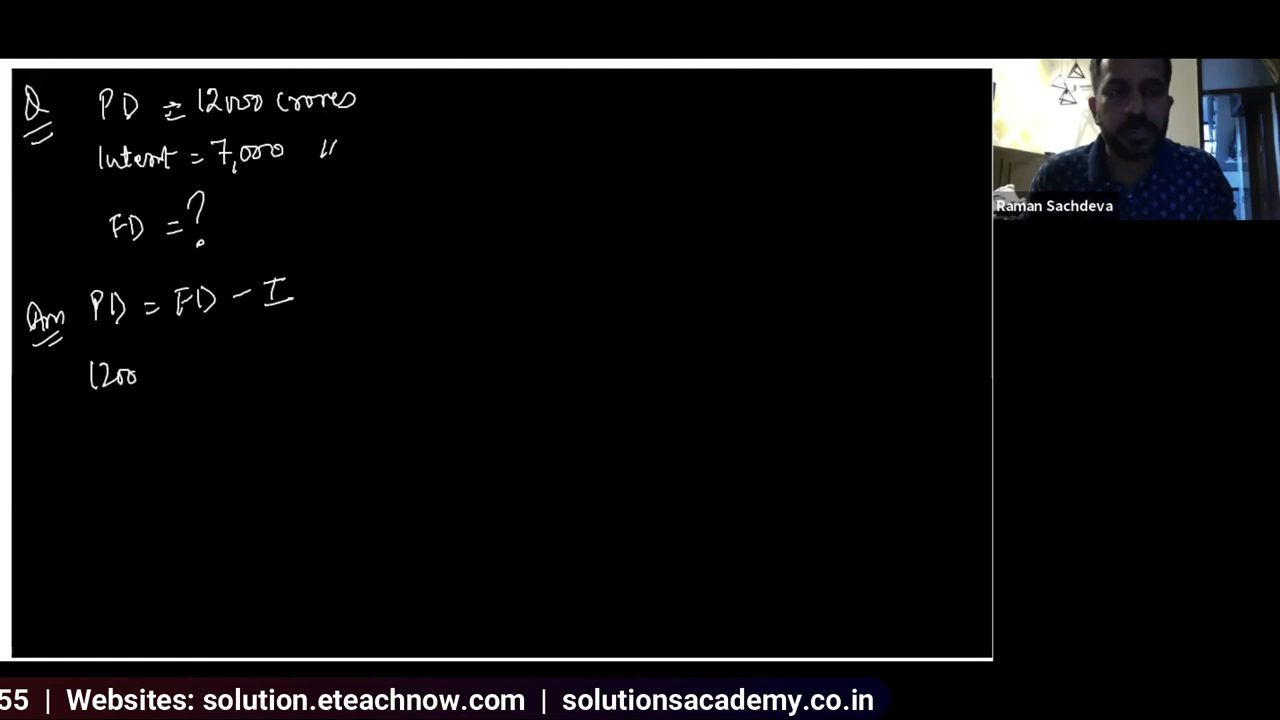 Q PD = 12000 crores
Interest = 7,000 "
FD = ?
Ans PD = FD - I
1200
Raman Sachdeva
55 | Websites: solution.eteachnow.com | solutionsacademy.co.in